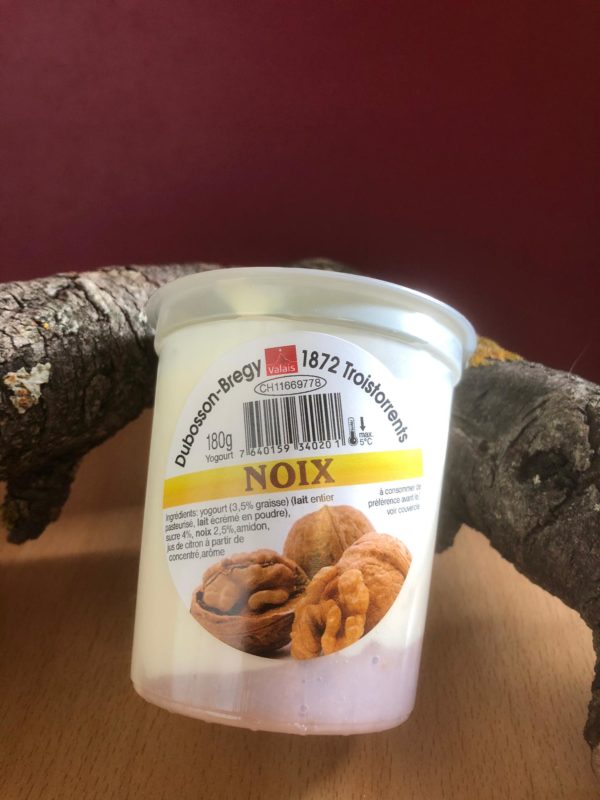 Dubosson-Bregy Valais 1872 Troistorrents
CH11669778
180g
Yogourt
7 640159 340201
max.
5°C
NOIX
Ingrédients: yogourt (3,5% graisse) (lait entier
pasteurisé, lait écrémé en poudre),
sucre 4%, noix 2,5%, amidon,
jus de citron à partir de
concentré, arôme
à consommer de
préférence avant le
voir couvercle